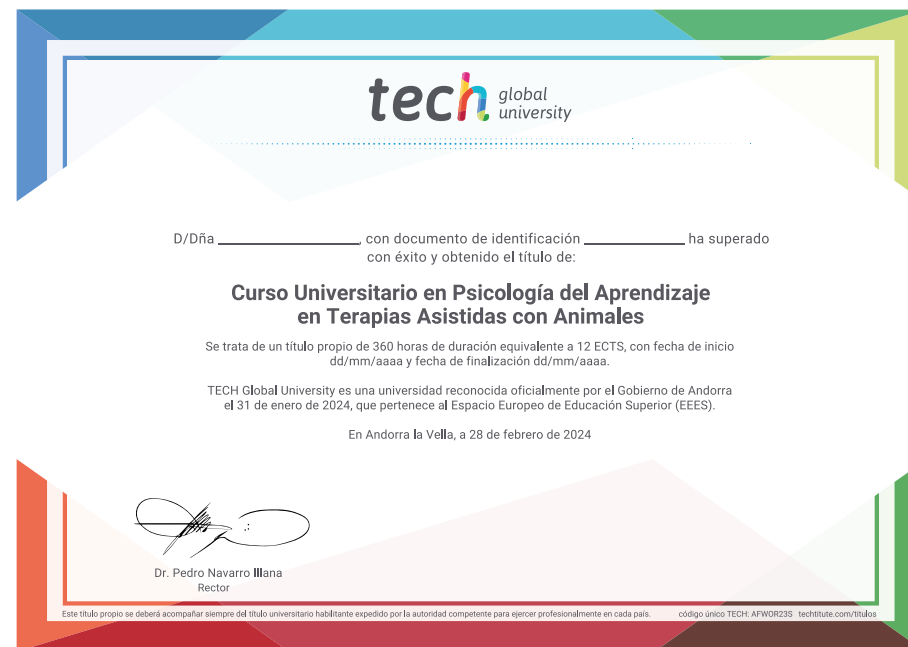 tech global
university
D/Dña ____________________, con documento de identificación ______________ ha superado
con éxito y obtenido el título de:
Curso Universitario en Psicología del Aprendizaje
en Terapias Asistidas con Animales
Se trata de un título propio de 360 horas de duración equivalente a 12 ECTS, con fecha de inicio
dd/mm/aaaa y fecha de finalización dd/mm/aaaa.
TECH Global University es una universidad reconocida oficialmente por el Gobierno de Andorra
el 31 de enero de 2024, que pertenece al Espacio Europeo de Educación Superior (EEES).
En Andorra la Vella, a 28 de febrero de 2024
Dr. Pedro Navarro Illana
Rector
Este título propio se deberá acompañar siempre del título universitario habilitante expedido por la autoridad competente para ejercer profesionalmente en cada país. código único TECH: AFWOR23S techtitute.com/titulos